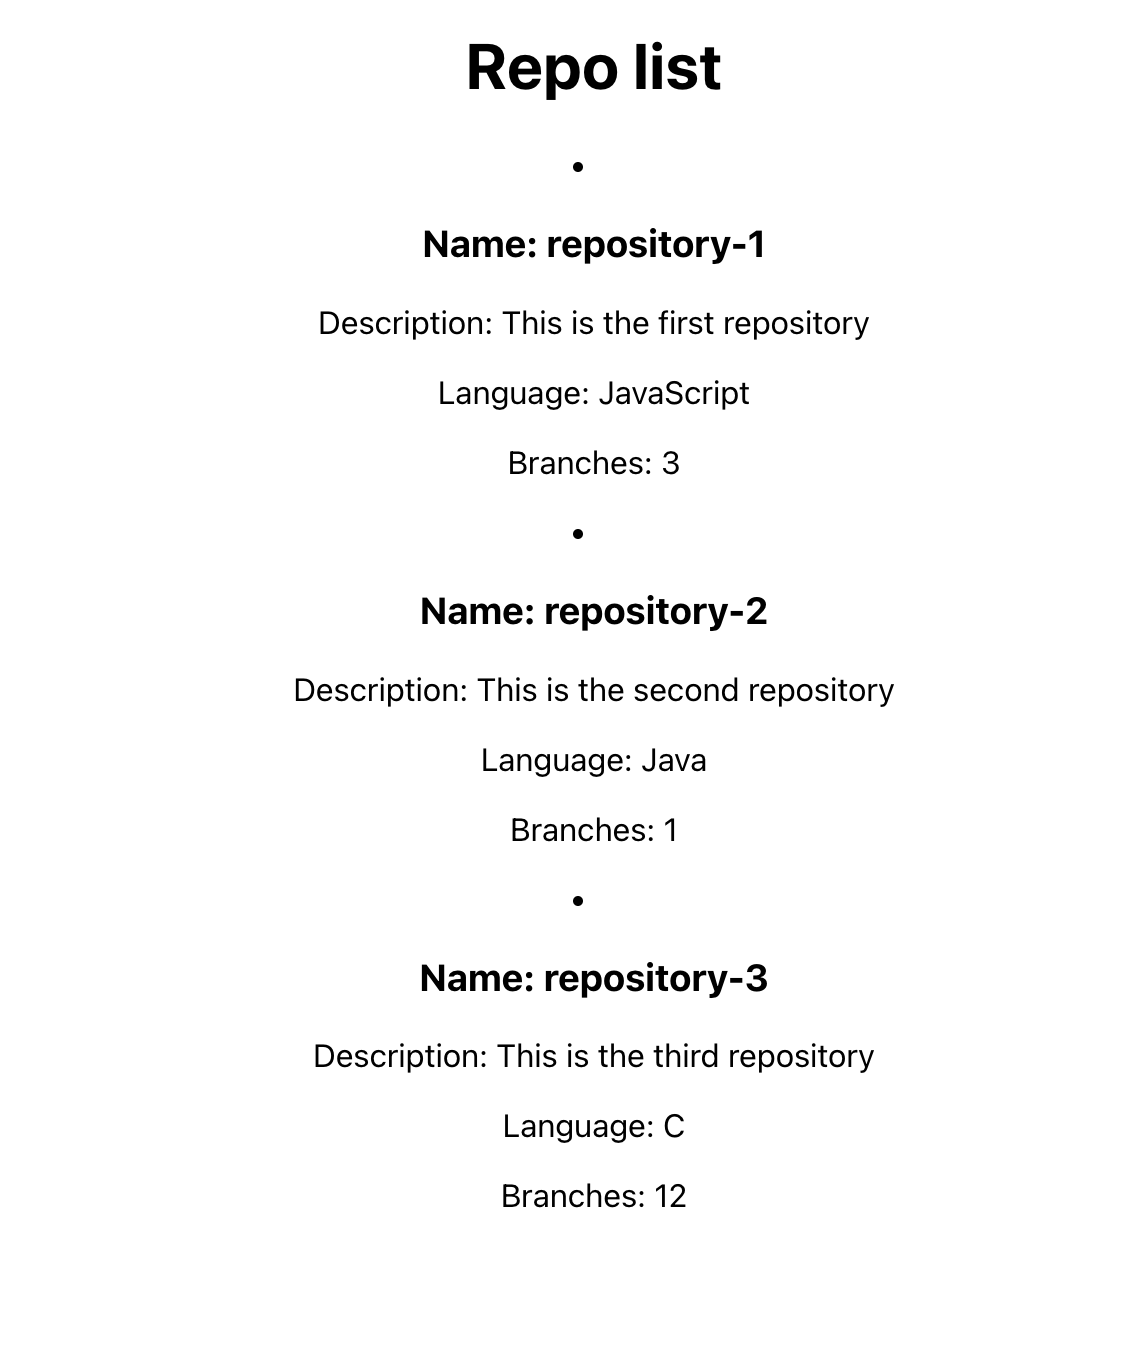 Repo list
•
Name: repository-1
Description: This is the first repository
Language: JavaScript
Branches: 3
•
Name: repository-2
Description: This is the second repository
Language: Java
Branches: 1
•
Name: repository-3
Description: This is the third repository
Language: C
Branches: 12